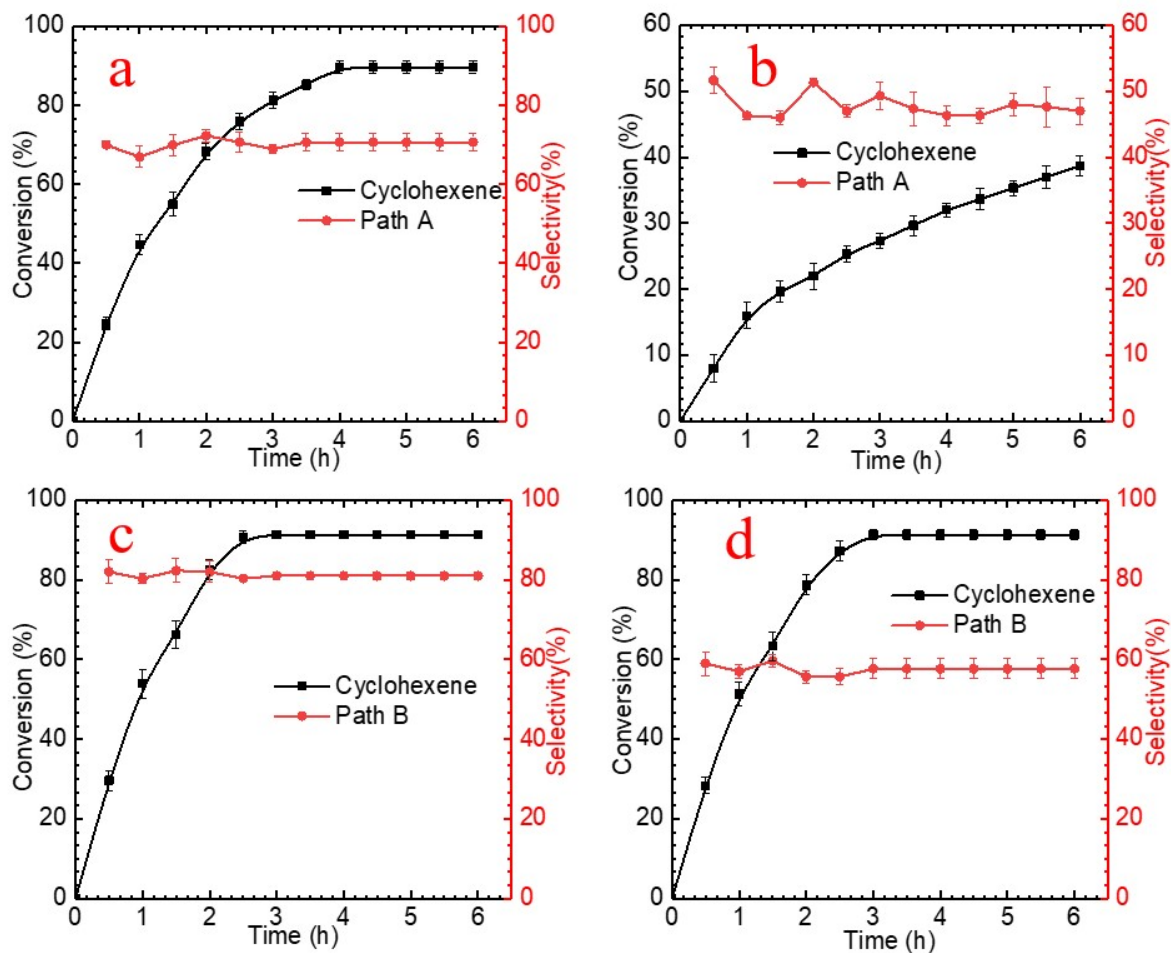 a
Conversion (%)
100
80
60
40
20
0
Cyclohexene
Path A
0 1 2 3 4 5 6
Time (h)
100
80
60
40
20
0
Selectivity(%)
b
Conversion (%)
60
50
40
30
20
10
0
Cyclohexene
Path A
0 1 2 3 4 5 6
Time (h)
60
50
40
30
20
10
0
Selectivity(%)
c
Conversion (%)
100
80
60
40
20
0
Cyclohexene
Path B
0 1 2 3 4 5 6
Time (h)
100
80
60
40
20
0
Selectivity(%)
d
Conversion (%)
100
80
60
40
20
0
Cyclohexene
Path B
0 1 2 3 4 5 6
Time (h)
100
80
60
40
20
0
Selectivity(%)